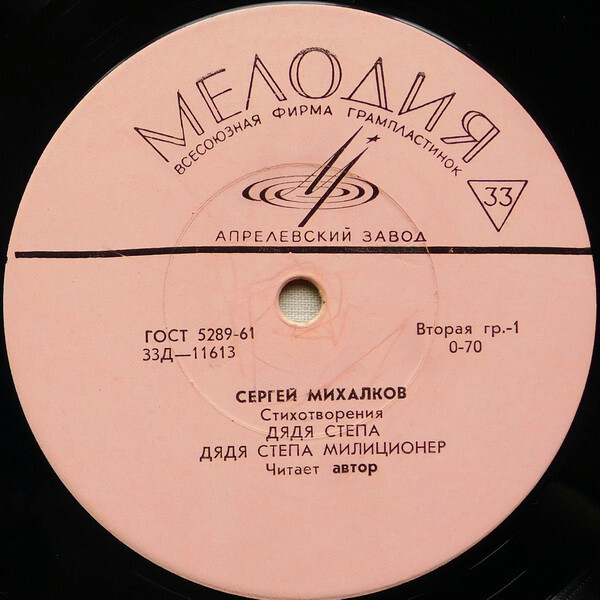 МЕЛОДИЯ
ВСЕСОЮЗНАЯ ФИРМА ГРАМПЛАСТИНОК
33
АПРЕЛЕВСКИЙ ЗАВОД
ГОСТ 5289-61
33Д—11613
Вторая гр.-1
0-70
СЕРГЕЙ МИХАЛКОВ
Стихотворения
ДЯДЯ СТЕПА
ДЯДЯ СТЕПА МИЛИЦИОНЕР
Читает автор